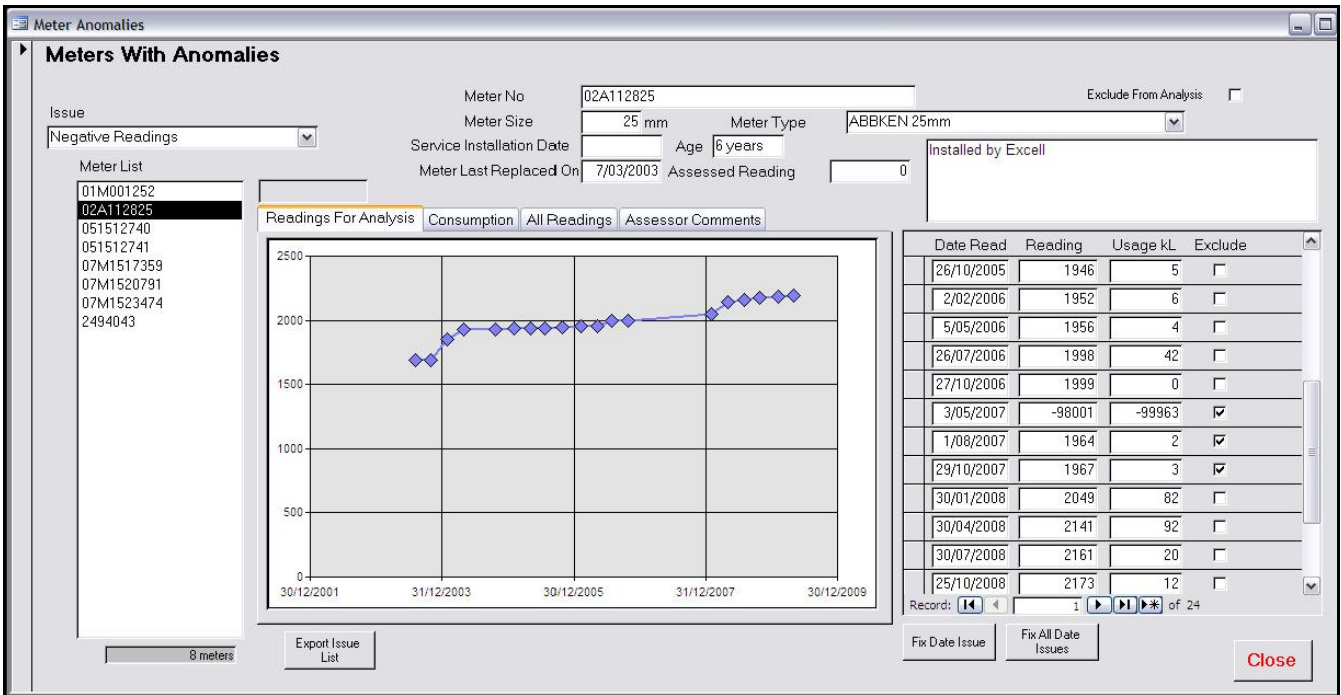 Meter Anomalies
Meters With Anomalies
Meter No 02A112825 Exclude From Analysis
Issue
Negative Readings
Meter Size 25 mm Meter Type ABBKEN 25mm
Service Installation Date Age 6 years
Installed by Excell
Meter List
Meter Last Replaced On 7/03/2003 Assessed Reading 0
01M001252
02A112825
051512740
051512741
07M1517359
07M1520791
07M1523474
2494043
8 meters
Readings For Analysis Consumption All Readings Assessor Comments
2500
2000
1500
1000
500
0
30/12/2001 31/12/2003 30/12/2005 31/12/2007 30/12/2009
Export Issue
List
Date Read Reading Usage kL Exclude
26/10/2005 1946 5
2/02/2006 1952 6
5/05/2006 1956 4
26/07/2006 1998 42
27/10/2006 1999 0
3/05/2007 -98001 -99963
1/08/2007 1964 2
29/10/2007 1967 3
30/01/2008 2049 82
30/04/2008 2141 92
30/07/2008 2161 20
25/10/2008 2173 12
Record: 1 of 24
Fix Date Issue
Fix All Date
Issues
Close